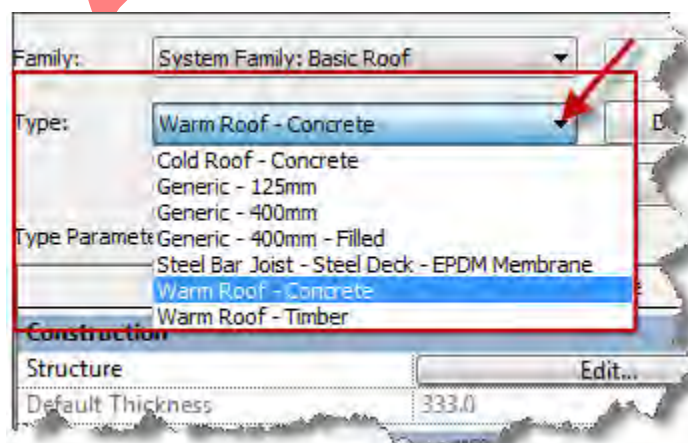 Family: System Family: Basic Roof
Type: Warm Roof - Concrete
Cold Roof - Concrete
Generic - 125mm
Generic - 400mm
Type Paramete Generic - 400mm - Filled
Steel Bar Joist - Steel Deck - EPDM Membrane
Warm Roof - Concrete
Warm Roof - Timber
Construction
Structure Edit...
Default Thickness 333.0